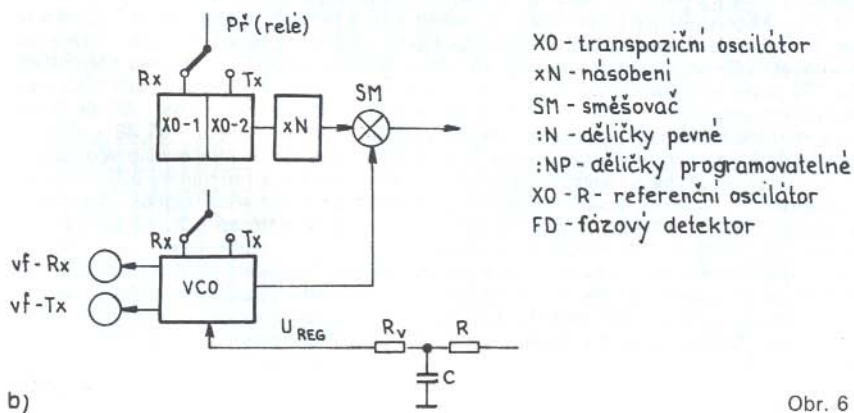 Př (relé)
Rx
Tx
XO-1
XO-2
xN
SM
Rx
Tx
vf-Rx
vf-Tx
VCO
U REG
Rv
R
C
XO - transpoziční oscilátor
xN - násobení
SM - směšovač
:N - děličky pevné
:NP - děličky programovatelné
XO - R - referenční oscilátor
FD - fázový detektor
b)
Obr. 6